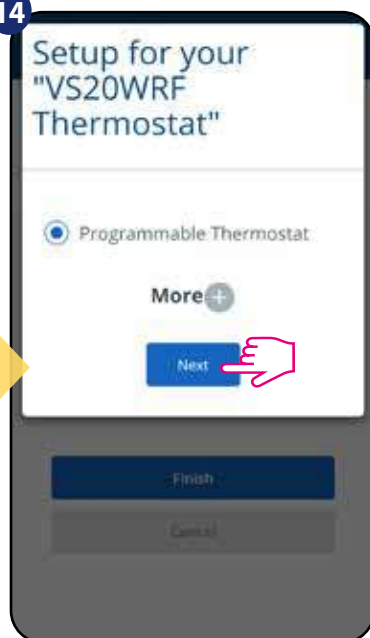 14
Setup for your
"VS20WRF
Thermostat"
Programmable Thermostat
More
Next
Finish
Cancel